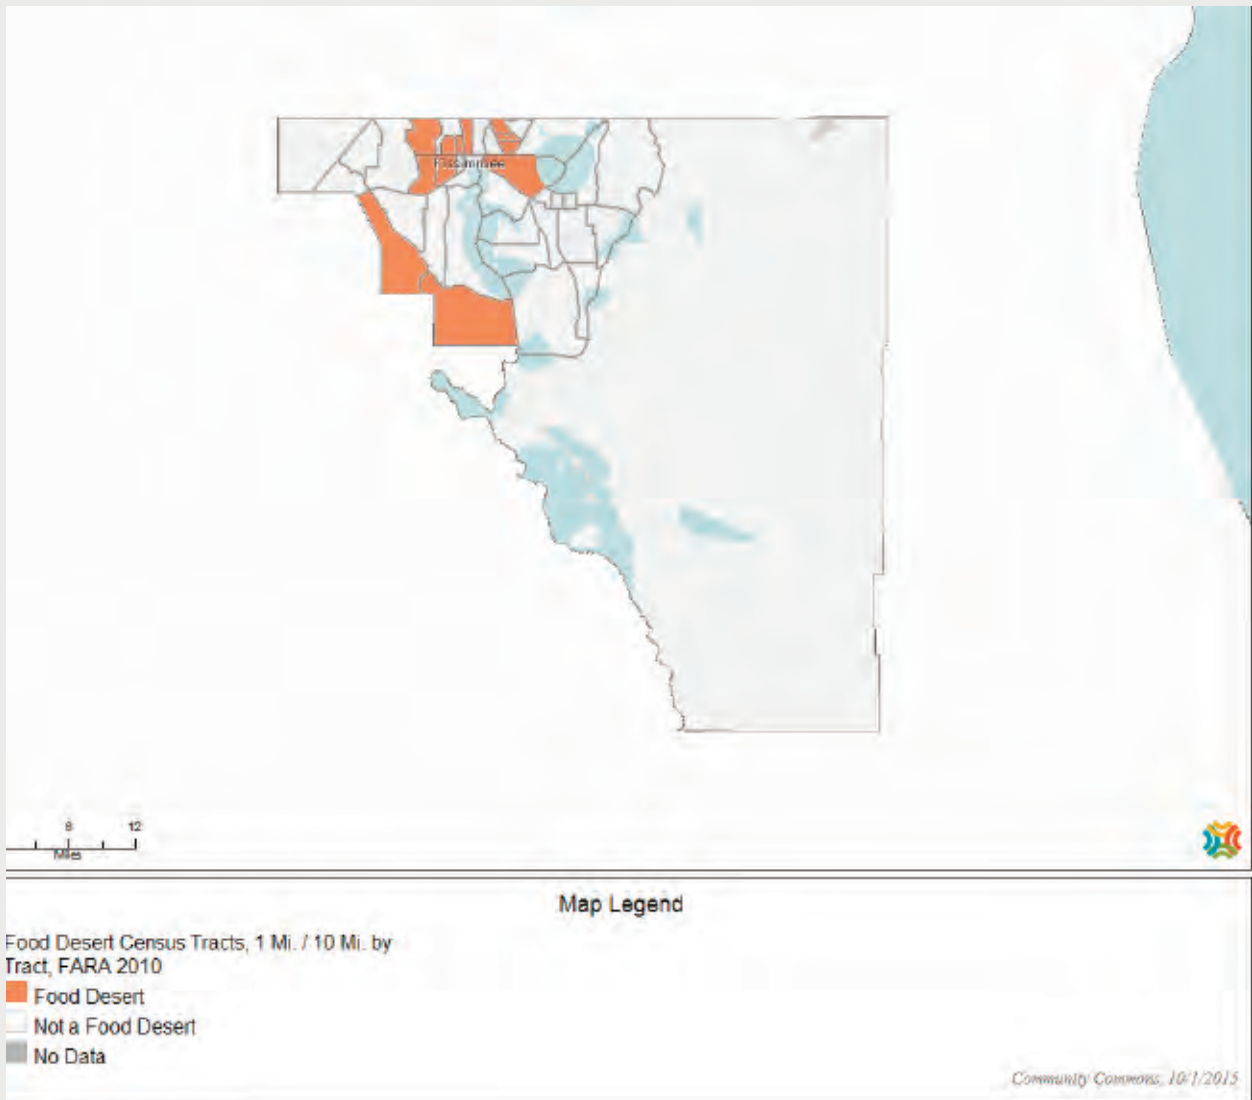 Kissimmee
6 12
Miles
Map Legend
Food Desert Census Tracts, 1 Mi. / 10 Mi. by
Tract, FARA 2010
Food Desert
Not a Food Desert
No Data
Community Commons, 10/1/2015